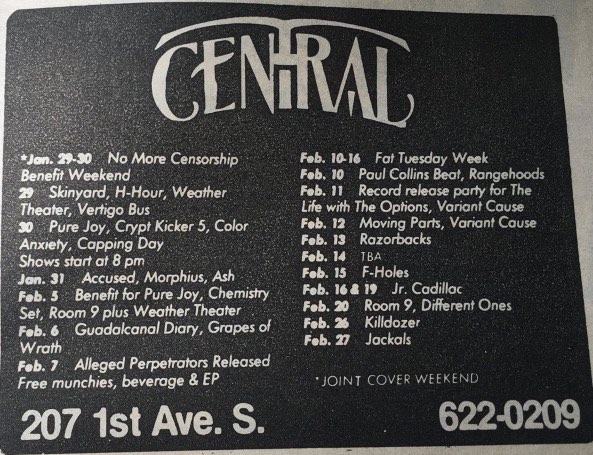 CENTRAL
*Jan. 29-30 No More Censorship
Benefit Weekend
29 Skinyard, H-Hour, Weather
Theater, Vertigo Bus
30 Pure Joy, Crypt Kicker 5, Color
Anxiety, Capping Day
Shows start at 8 pm
Jan. 31 Accused, Morphius, Ash
Feb. 5 Benefit for Pure Joy, Chemistry
Set, Room 9 plus Weather Theater
Feb. 6 Guadalcanal Diary, Grapes of
Wrath
Feb. 7 Alleged Perpetrators Released
Free munchies, beverage & EP
Feb. 10-16 Fat Tuesday Week
Feb. 10 Paul Collins Beat, Rangehoods
Feb. 11 Record release party for The
Life with The Options, Variant Cause
Feb. 12 Moving Parts, Variant Cause
Feb. 13 Razorbacks
Feb. 14 TBA
Feb. 15 F-Holes
Feb. 16 & 19 Jr. Cadillac
Feb. 20 Room 9, Different Ones
Feb. 26 Killdozer
Feb. 27 Jackals
*JOINT COVER WEEKEND
207 1st Ave. S.
622-0209